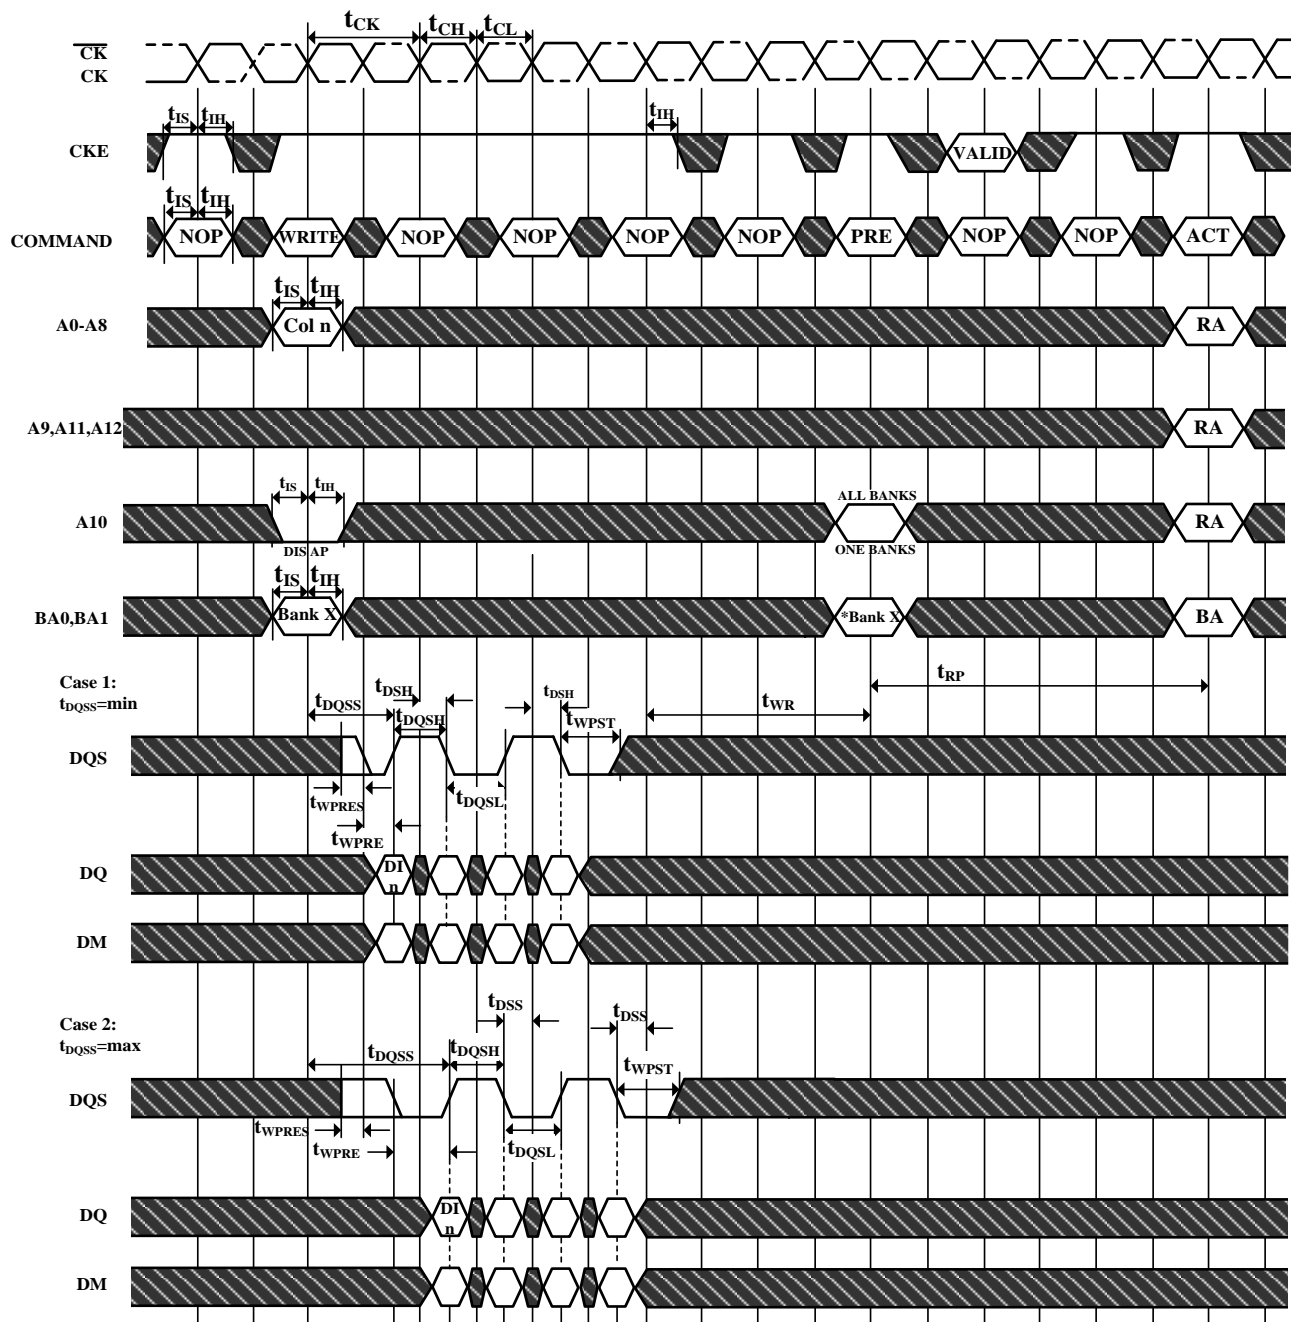 tCK tCH tCL
CK
CK
tIS tIH tIH
CKE VALID
tIS tIH
COMMAND NOP WRITE NOP NOP NOP NOP PRE NOP NOP ACT
tIS tIH
A0-A8 Col n RA
A9,A11,A12 RA
tIS tIH ALL BANKS
A10 RA
DIS AP ONE BANKS
tIS tIH
BA0,BA1 Bank X *Bank X BA
Case 1:
tDQSS=min
tDQSS tDSH tDSH tWR tRP
tDQSH tWPST
DQS
tWPRES tDQSL
tWPRE
DQ DI
n
DM
Case 2:
tDQSS=max
tDSS tDSS
tDQSS tDQSH tWPST
DQS
tWPRES tWPRE tDQSL
DQ DI
n
DM